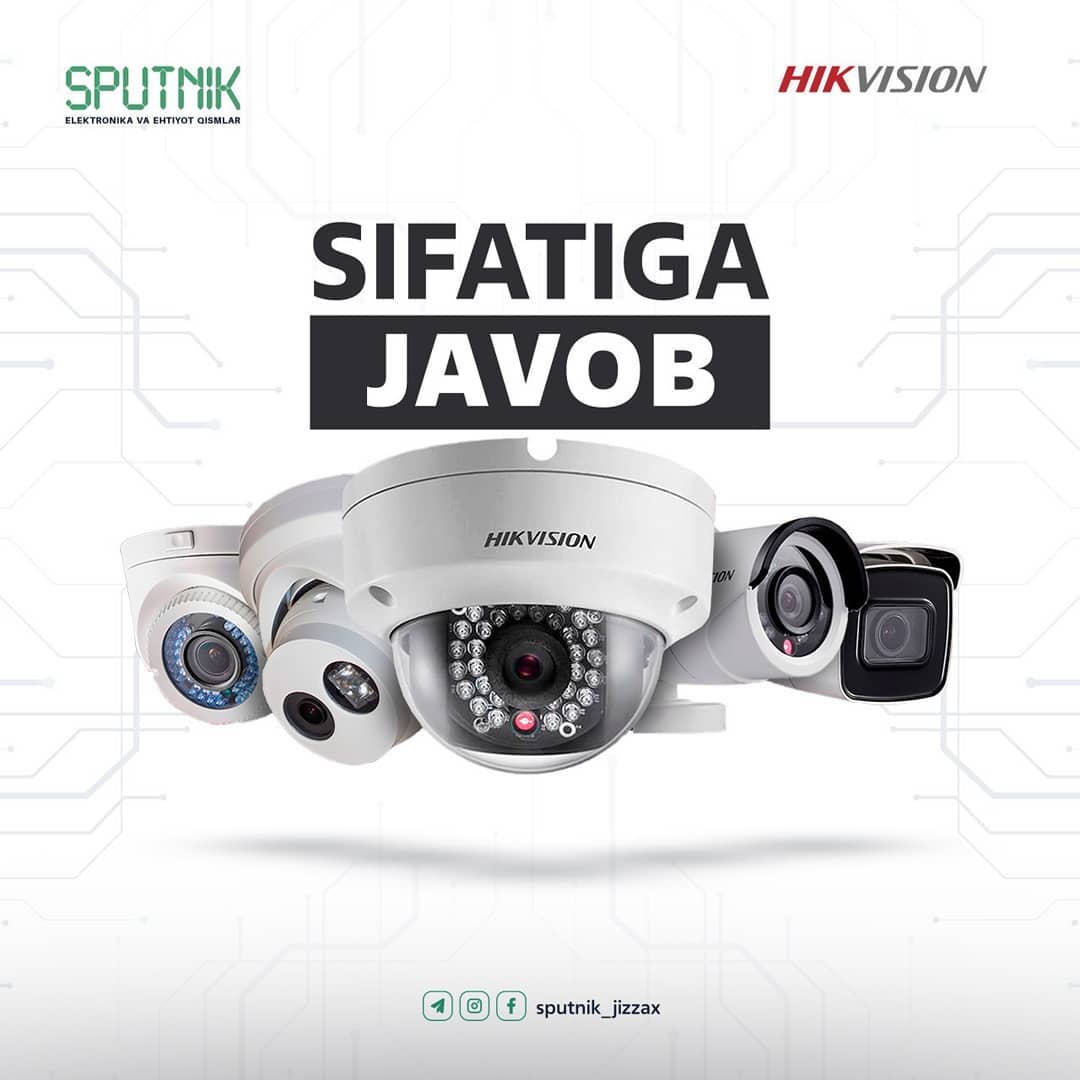 SPUTNIK
ELEKTRONIKA VA EHTIYOT QISMLAR
HIKVISION
SIFATIGA
JAVOB
HIKVISION
sputnik_jizzax